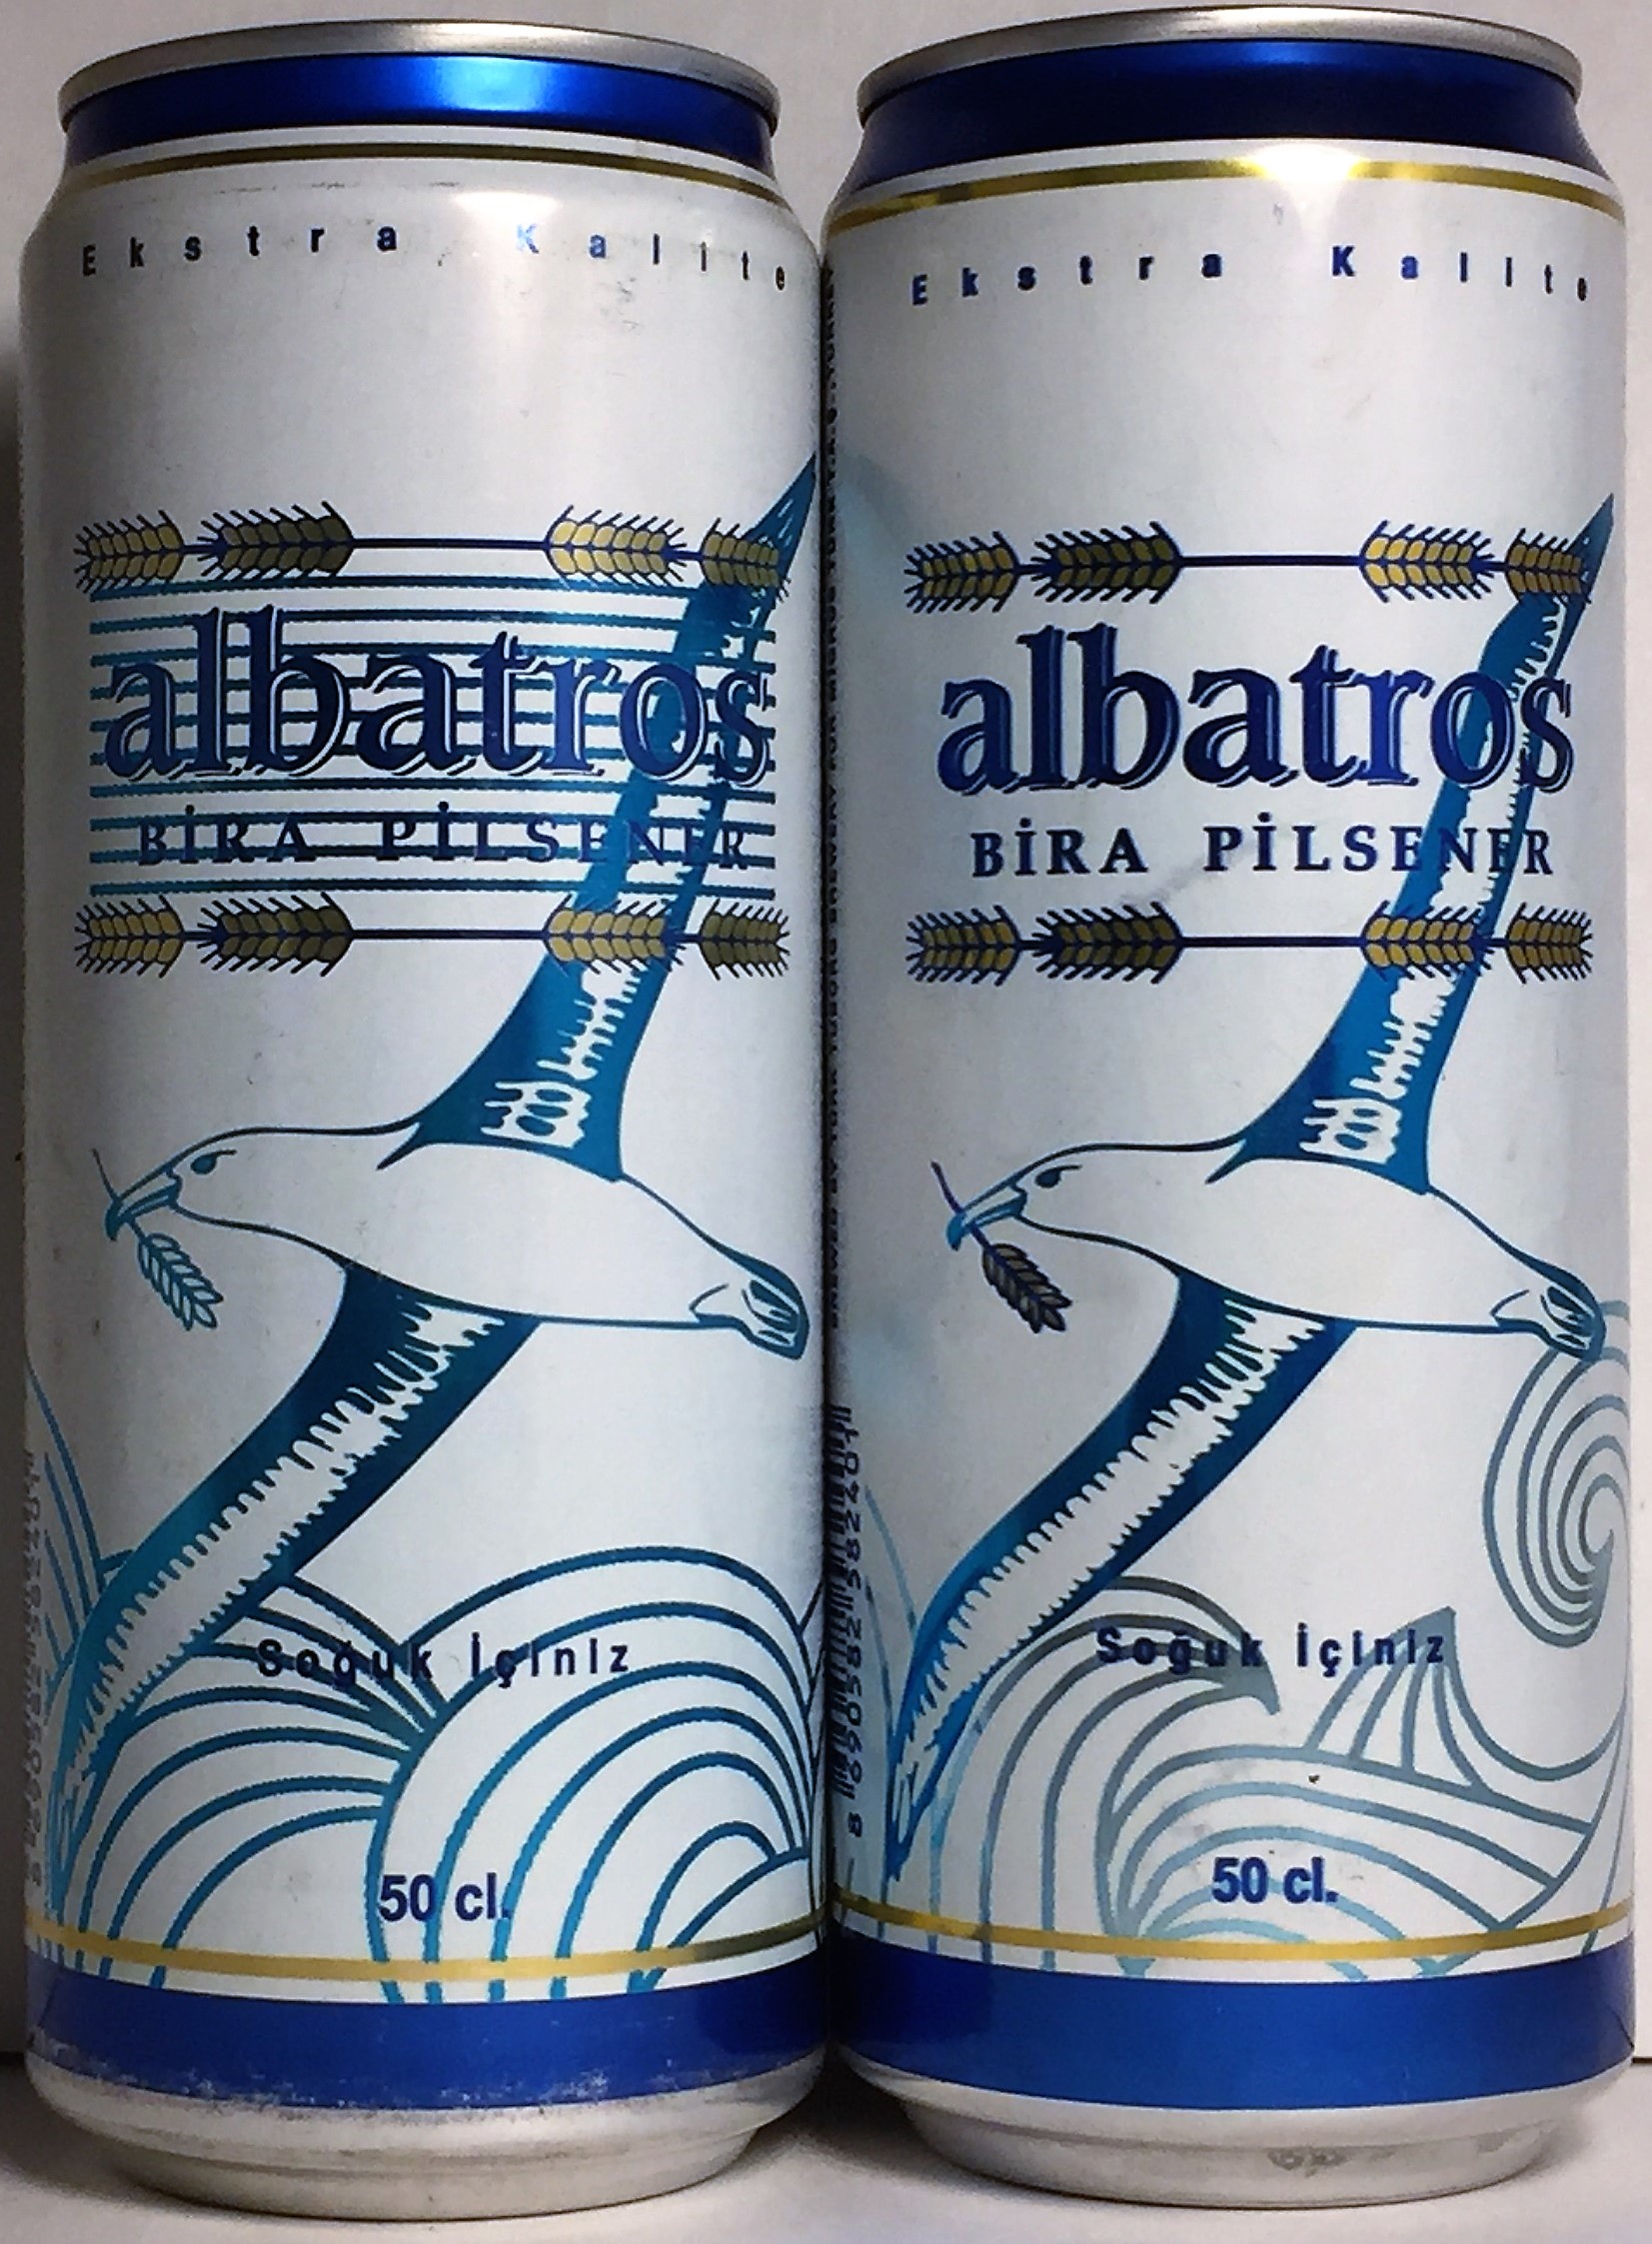 Ekstra Kalite
albatros
BİRA PİLSENER
Soğuk İçiniz
50 cl.
Ekstra Kalite
albatros
BİRA PİLSENER
Soğuk İçiniz
50 cl.